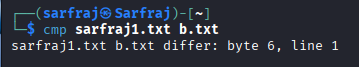 ┌──(sarfraj㉿Sarfraj)-[~]
└─$ cmp sarfraj1.txt b.txt
sarfraj1.txt b.txt differ: byte 6, line 1